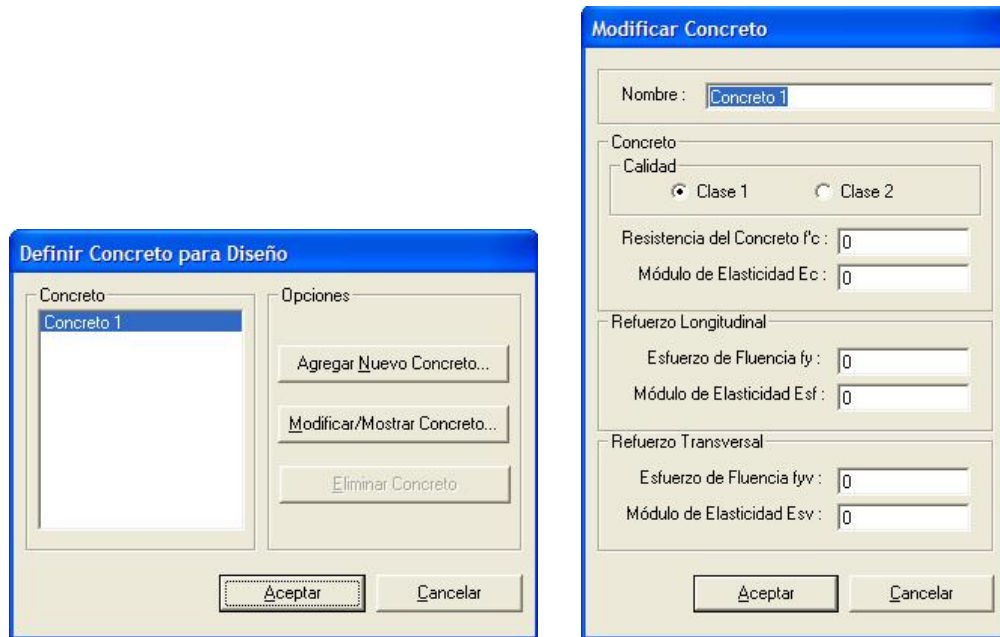 Definir Concreto para Diseño
Concreto
Concreto 1
Opciones
Agregar Nuevo Concreto...
Modificar/Mostrar Concreto...
Eliminar Concreto
Aceptar
Cancelar
Modificar Concreto
Nombre : Concreto 1
Concreto
Calidad
Clase 1 Clase 2
Resistencia del Concreto f'c : 0
Módulo de Elasticidad Ec : 0
Refuerzo Longitudinal
Esfuerzo de Fluencia fy : 0
Módulo de Elasticidad Esf : 0
Refuerzo Transversal
Esfuerzo de Fluencia fyv : 0
Módulo de Elasticidad Esv : 0
Aceptar
Cancelar